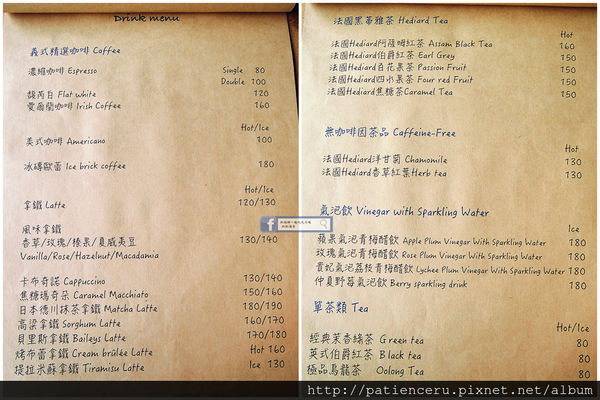 Drink menu
義式精選咖啡 Coffee
濃縮咖啡 Espresso Single 80
Double 100
馥芮白 Flat white 120
愛爾蘭咖啡 Irish Coffee 160
Hot/Ice
美式咖啡 Americano 100
冰磚歐蕾 Ice brick coffee 180
Hot/Ice
拿鐵 Latte 120/130
風味拿鐵
香草/玫瑰/榛果/夏威夷豆 130/140
Vanilla/Rose/Hazelnut/Macadamia
卡布奇諾 Cappuccino 130/140
焦糖瑪奇朵 Caramel Macchiato 150/160
日本德川抹茶拿鐵 Matcha Latte 180/190
高粱拿鐵 Sorghum Latte 160/170
貝里斯拿鐵 Baileys Latte 170/180
烤布蕾拿鐵 Cream brûlée Latte Hot 160
提拉米蘇拿鐵 Tiramisu Latte Ice 130
法國黑蒂雅茶 Hediard Tea
Hot
法國Hediard阿薩姆紅茶 Assam Black Tea 160
法國Hediard伯爵紅茶 Earl Grey 150
法國Hediard百花果茶 Passion Fruit 150
法國Hediard四水果茶 Four red Fruit 150
法國Hediard焦糖茶Caramel Tea 150
無咖啡因茶品 Caffeine-Free
Hot
法國Hediard洋甘菊 Chamomile 130
法國Hediard香草紅葉Herb tea 130
氣泡飲 Vinegar with Sparkling Water
Ice
蘋果氣泡青梅醋飲 Apple Plum Vinegar With Sparkling Water 180
玫瑰氣泡青梅醋飲 Rose Plum Vinegar With Sparkling Water 180
貴妃氣泡荔枝青梅醋飲 Lychee Plum Vinegar With Sparkling Water 180
仲夏野莓氣泡飲 Berry sparkling drink 180
單茶類 Tea
Hot/Ice
經典茉香綠茶 Green tea 80
英式伯爵紅茶 Black tea 80
極品烏龍茶 Oolong Tea 80
http://patienceru.pixnet.net/album